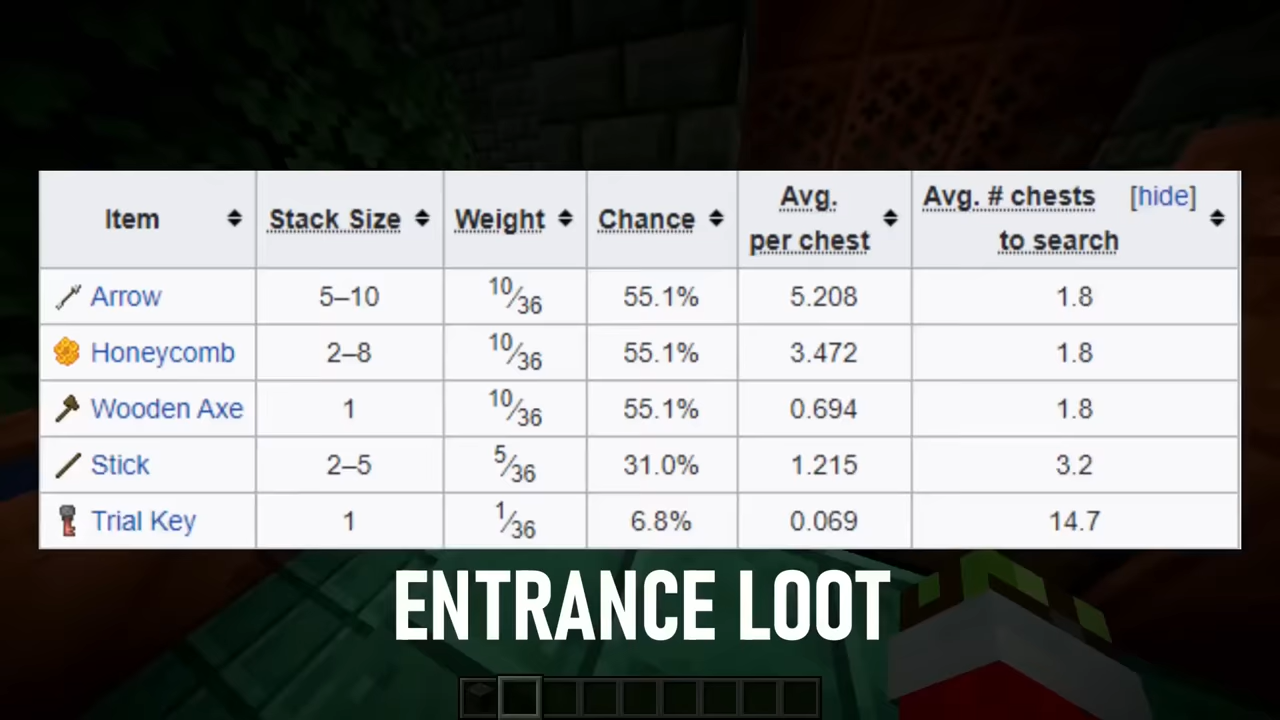 Item Stack Size Weight Chance Avg. per chest Avg. # chests to search [hide]
Arrow 5–10 10/36 55.1% 5.208 1.8
Honeycomb 2–8 10/36 55.1% 3.472 1.8
Wooden Axe 1 10/36 55.1% 0.694 1.8
Stick 2–5 5/36 31.0% 1.215 3.2
Trial Key 1 1/36 6.8% 0.069 14.7
ENTRANCE LOOT